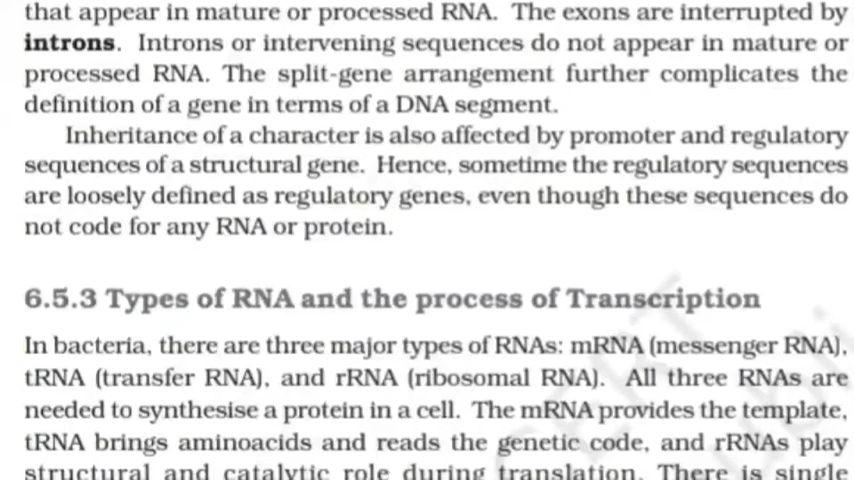 that appear in mature or processed RNA. The exons are interrupted by
introns. Introns or intervening sequences do not appear in mature or
processed RNA. The split-gene arrangement further complicates the
definition of a gene in terms of a DNA segment.
Inheritance of a character is also affected by promoter and regulatory
sequences of a structural gene. Hence, sometime the regulatory sequences
are loosely defined as regulatory genes, even though these sequences do
not code for any RNA or protein.
6.5.3 Types of RNA and the process of Transcription
In bacteria, there are three major types of RNAs: mRNA (messenger RNA),
tRNA (transfer RNA), and rRNA (ribosomal RNA). All three RNAs are
needed to synthesise a protein in a cell. The mRNA provides the template,
tRNA brings aminoacids and reads the genetic code, and rRNAs play
structural and catalytic role during translation. There is single